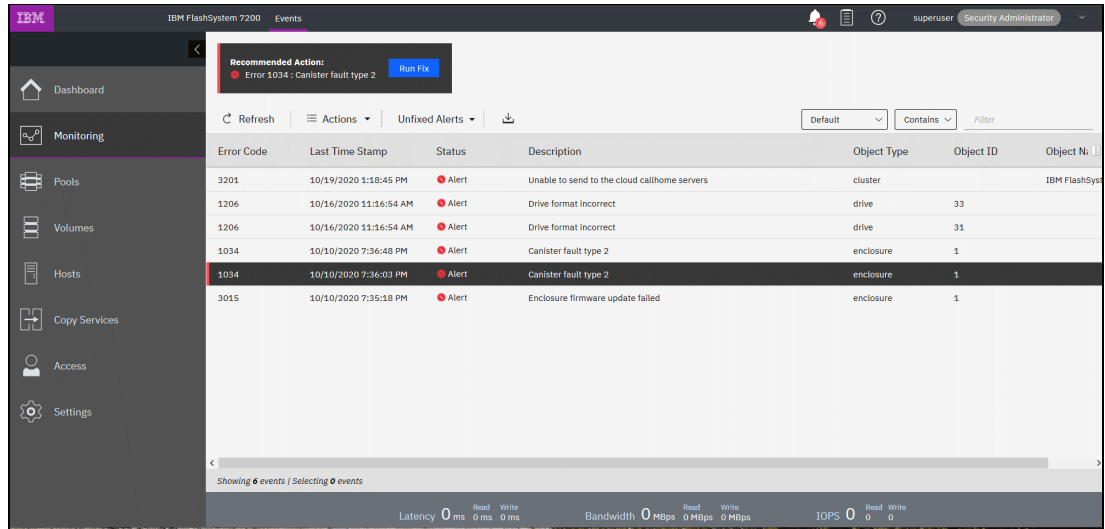 IBM
IBM FlashSystem 7200 Events
6
superuser Security Administrator
Recommended Action:
Error 1034 : Canister fault type 2
Run Fix
Dashboard
Monitoring
Pools
Volumes
Hosts
Copy Services
Access
Settings
Refresh Actions Unfixed Alerts
Default Contains Filter
Error Code Last Time Stamp Status Description Object Type Object ID Object Na
3201 10/19/2020 1:18:45 PM Alert Unable to send to the cloud callhome servers cluster IBM FlashSyst
1206 10/16/2020 11:16:54 AM Alert Drive format incorrect drive 33
1206 10/16/2020 11:16:54 AM Alert Drive format incorrect drive 31
1034 10/10/2020 7:36:48 PM Alert Canister fault type 2 enclosure 1
1034 10/10/2020 7:36:03 PM Alert Canister fault type 2 enclosure 1
3015 10/10/2020 7:35:18 PM Alert Enclosure firmware update failed enclosure 1
Showing 6 events | Selecting 0 events
Latency 0 ms Read 0 ms Write 0 ms Bandwidth 0 MBps Read 0 MBps Write 0 MBps IOPS 0 Read 0 Write 0